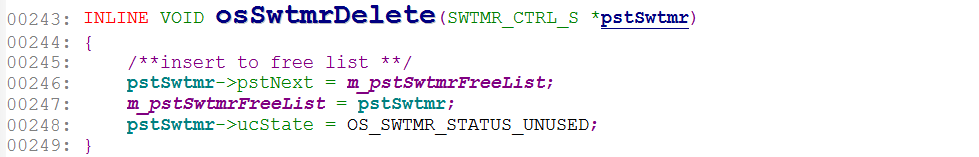 00243: INLINE VOID osSwtmrDelete(SWTMR_CTRL_S *pstSwtmr)
00244: {
00245:     /**insert to free list **/
00246:     pstSwtmr->pstNext = m_pstSwtmrFreeList;
00247:     m_pstSwtmrFreeList = pstSwtmr;
00248:     pstSwtmr->ucState = OS_SWTMR_STATUS_UNUSED;
00249: }